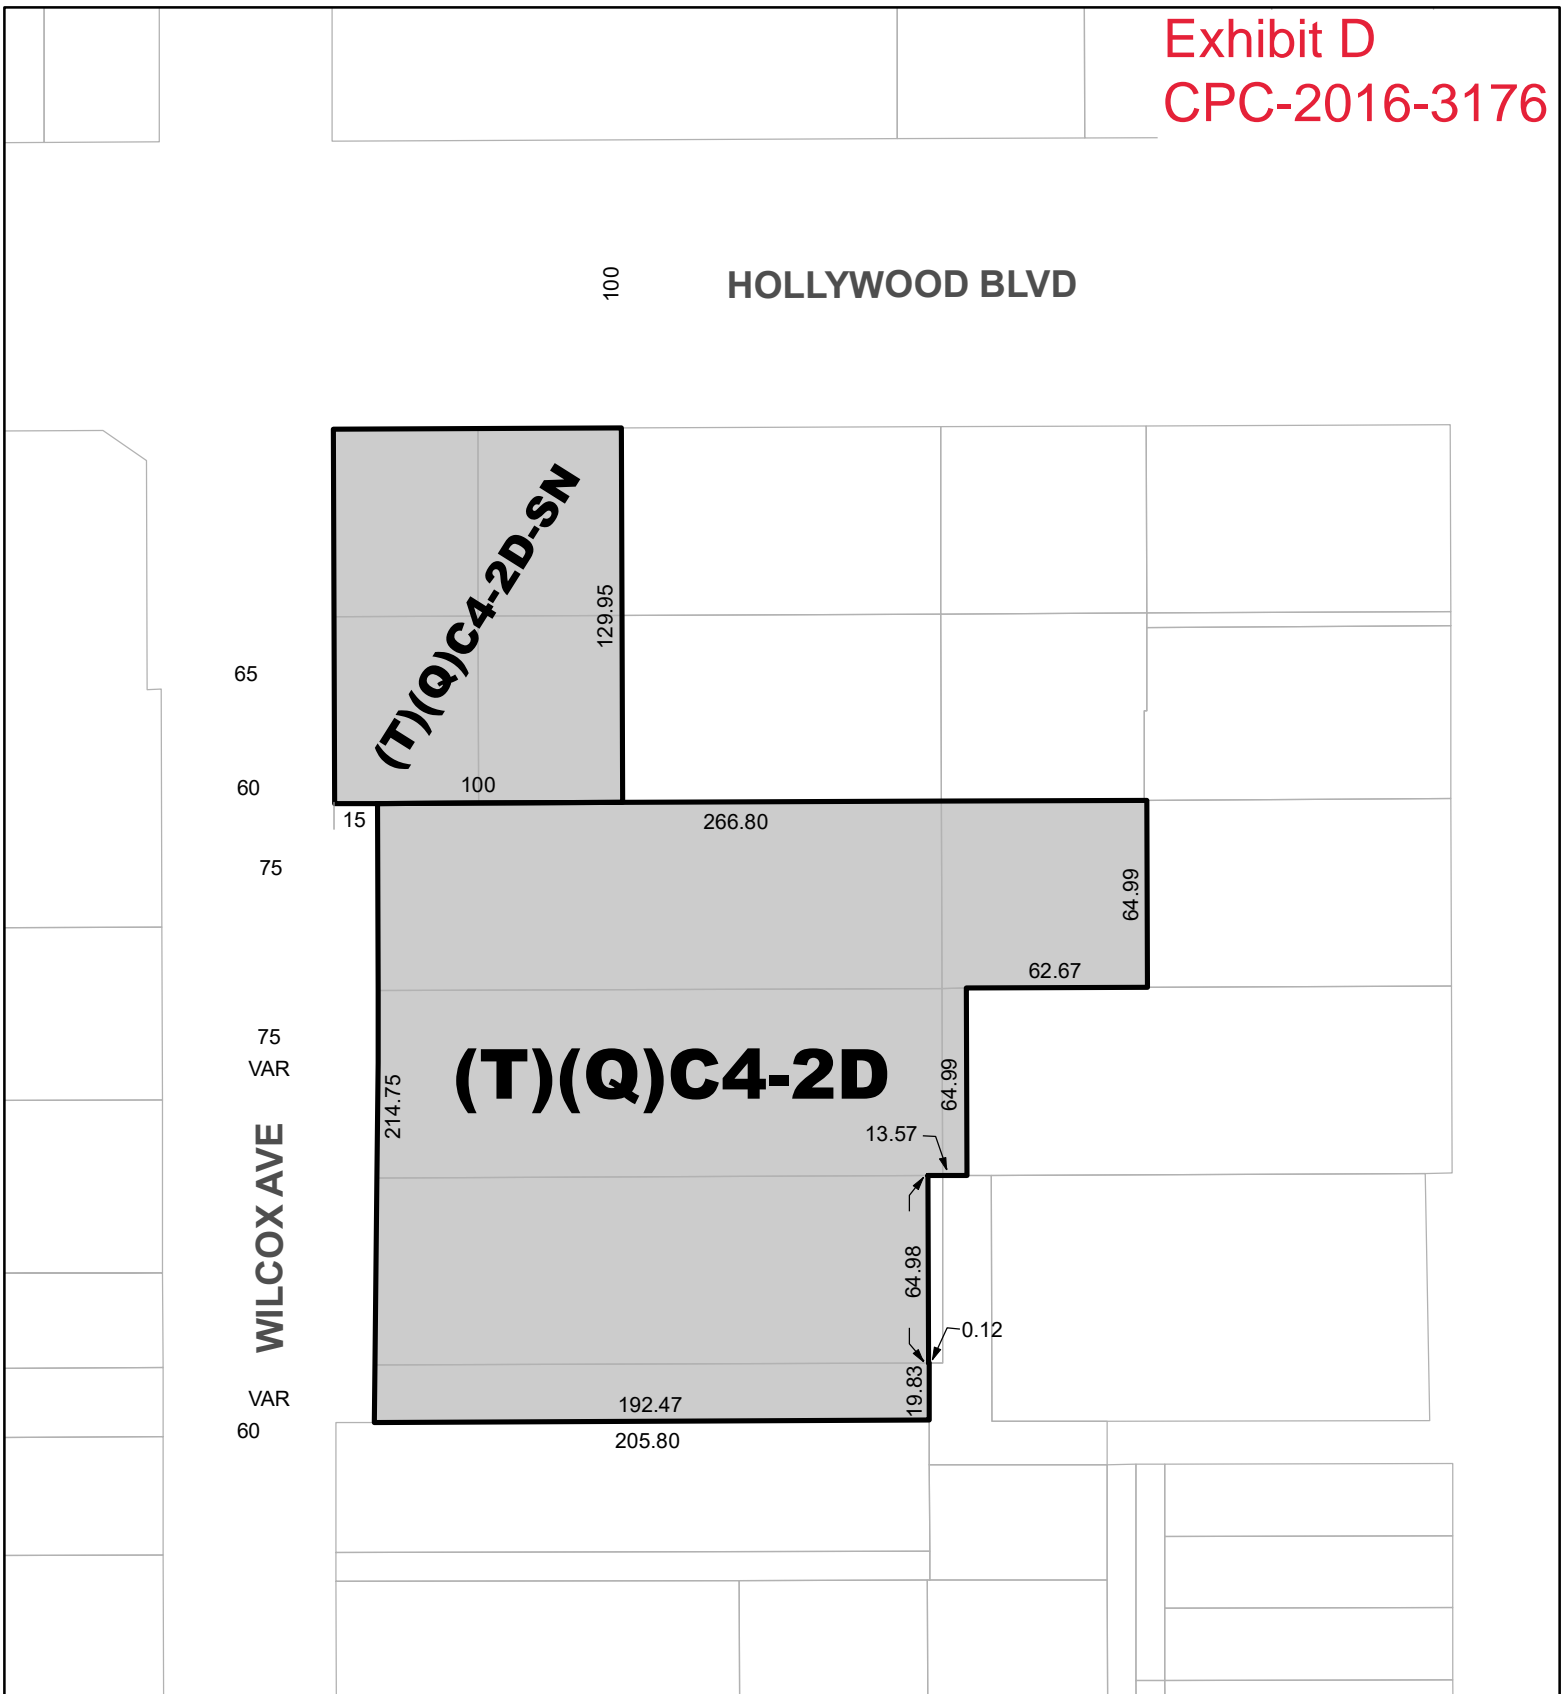 Exhibit D
CPC-2016-3176
100
HOLLYWOOD BLVD
(T)(Q)C4-2D-SN
129.95
65
60
100
15
266.80
75
64.99
62.67
75
VAR
(T)(Q)C4-2D
214.75
64.99
13.57
WILCOX AVE
64.98
0.12
19.83
VAR
60
192.47
205.80